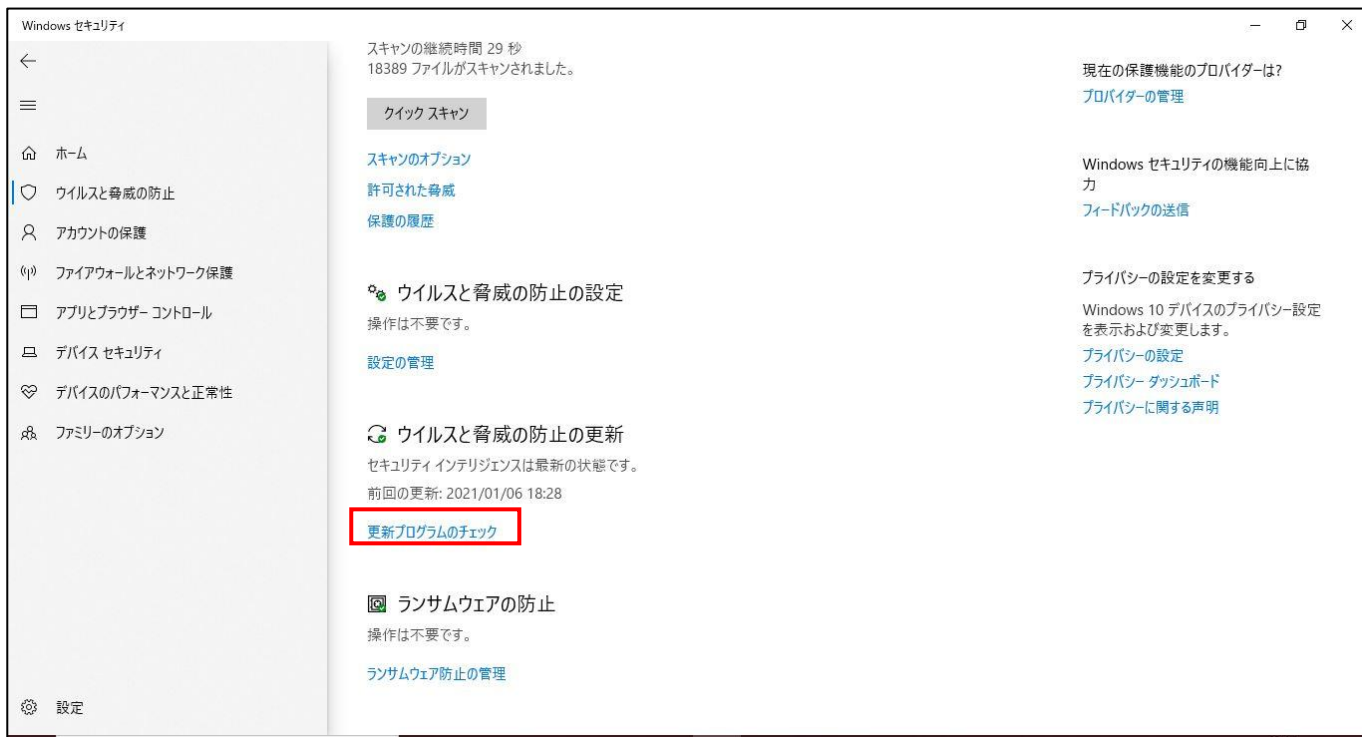 Windows セキュリティ
ホーム
ウイルスと脅威の防止
アカウントの保護
ファイアウォールとネットワーク保護
アプリとブラウザー コントロール
デバイス セキュリティ
デバイスのパフォーマンスと正常性
ファミリーのオプション
設定
スキャンの継続時間 29 秒
18389 ファイルがスキャンされました。
クイック スキャン
スキャンのオプション
許可された脅威
保護の履歴
ウイルスと脅威の防止の設定
操作は不要です。
設定の管理
ウイルスと脅威の防止の更新
セキュリティ インテリジェンスは最新の状態です。
前回の更新: 2021/01/06 18:28
更新プログラムのチェック
ランサムウェアの防止
操作は不要です。
ランサムウェア防止の管理
現在の保護機能のプロバイダーは?
プロバイダーの管理
Windows セキュリティの機能向上に協
力
フィードバックの送信
プライバシーの設定を変更する
Windows 10 デバイスのプライバシー設定
を表示および変更します。
プライバシーの設定
プライバシー ダッシュボード
プライバシーに関する声明